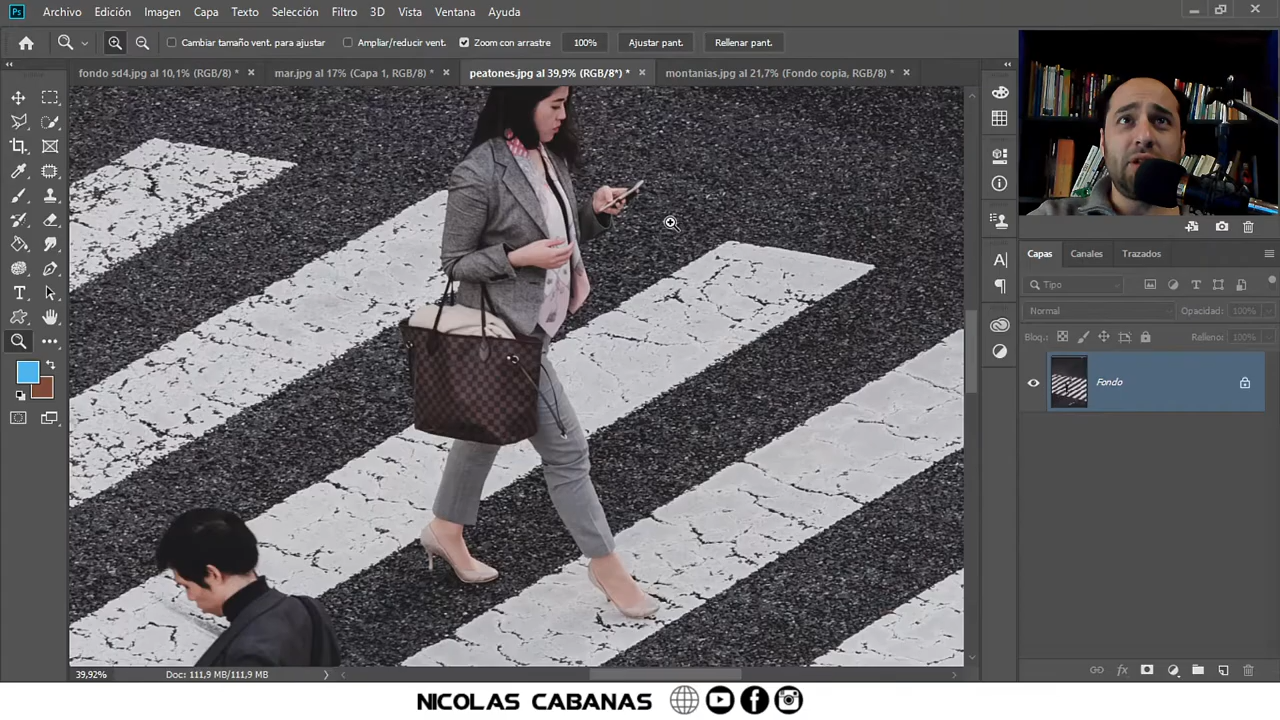 Ps Archivo Edición Imagen Capa Texto Selección Filtro 3D Vista Ventana Ayuda
Cambiar tamaño vent. para ajustar Ampliar/reducir vent. Zoom con arrastre 100% Ajustar pant. Rellenar pant.
fondo sd4.jpg al 10,1% (RGB/8) * × mar.jpg al 17% (Capa 1, RGB/8) * × peatones.jpg al 39,9% (RGB/8*) * × montanias.jpg al 21,7% (Fondo copia, RGB/8) * ×
Capas Canales Trazados
Tipo
Normal Opacidad: 100%
Bloq.: Relleno: 100%
Fondo
39,92% Doc: 111,9 MB/111,9 MB
NICOLAS CABANAS